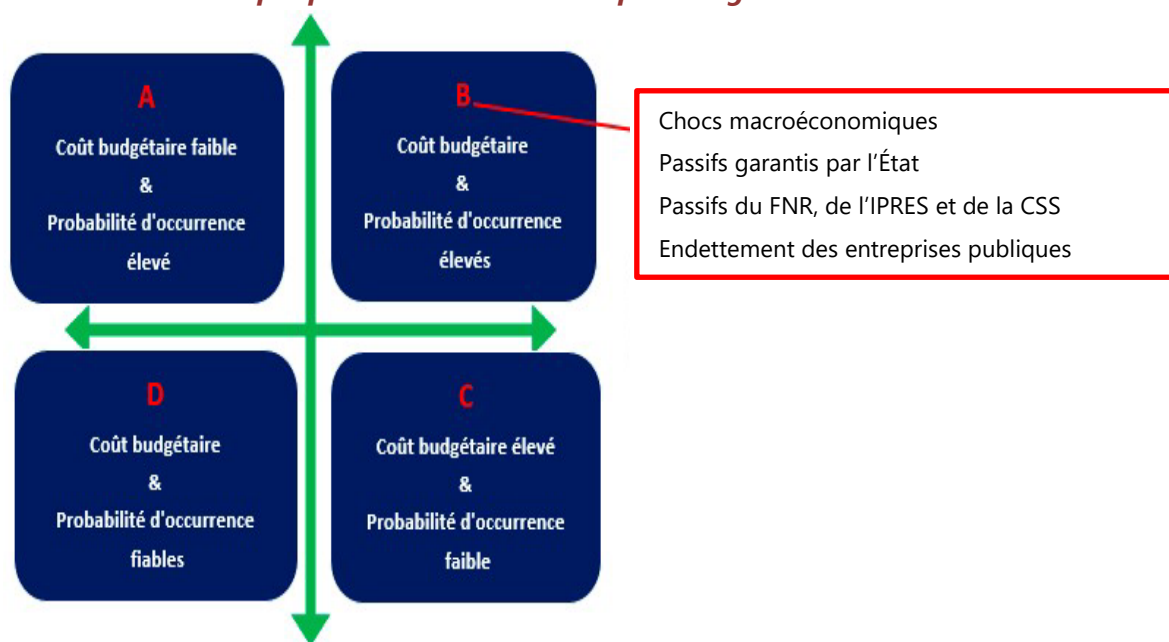 A
Coût budgétaire faible
&
Probabilité d'occurrence
élevé
B
Coût budgétaire
&
Probabilité d'occurrence
élevés
Chocs macroéconomiques
Passifs garantis par l'État
Passifs du FNR, de l'IPRES et de la CSS
Endettement des entreprises publiques
D
Coût budgétaire
&
Probabilité d'occurrence
fiables
C
Coût budgétaire élevé
&
Probabilité d'occurrence
faible